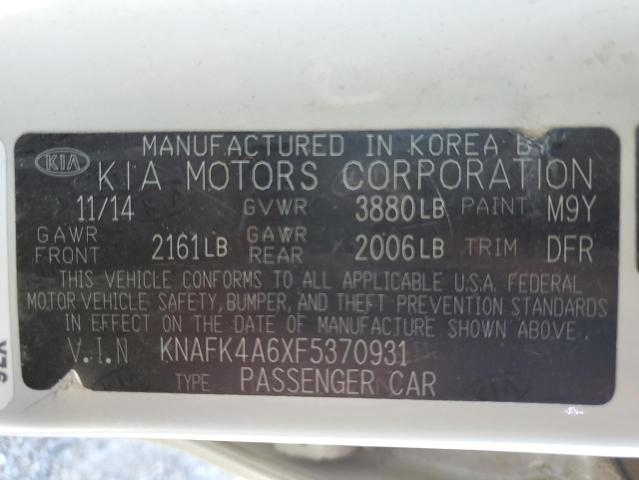 MANUFACTURED IN KOREA BY
KIA KIA MOTORS CORPORATION
11/14 GVWR 3880LB PAINT M9Y
GAWR FRONT 2161LB GAWR REAR 2006LB TRIM DFR
THIS VEHICLE CONFORMS TO ALL APPLICABLE U.S.A. FEDERAL
MOTOR VEHICLE SAFETY, BUMPER, AND THEFT PREVENTION STANDARDS
IN EFFECT ON THE DATE OF MANUFACTURE SHOWN ABOVE.
V.I.N KNAFK4A6XF5370931
TYPE PASSENGER CAR